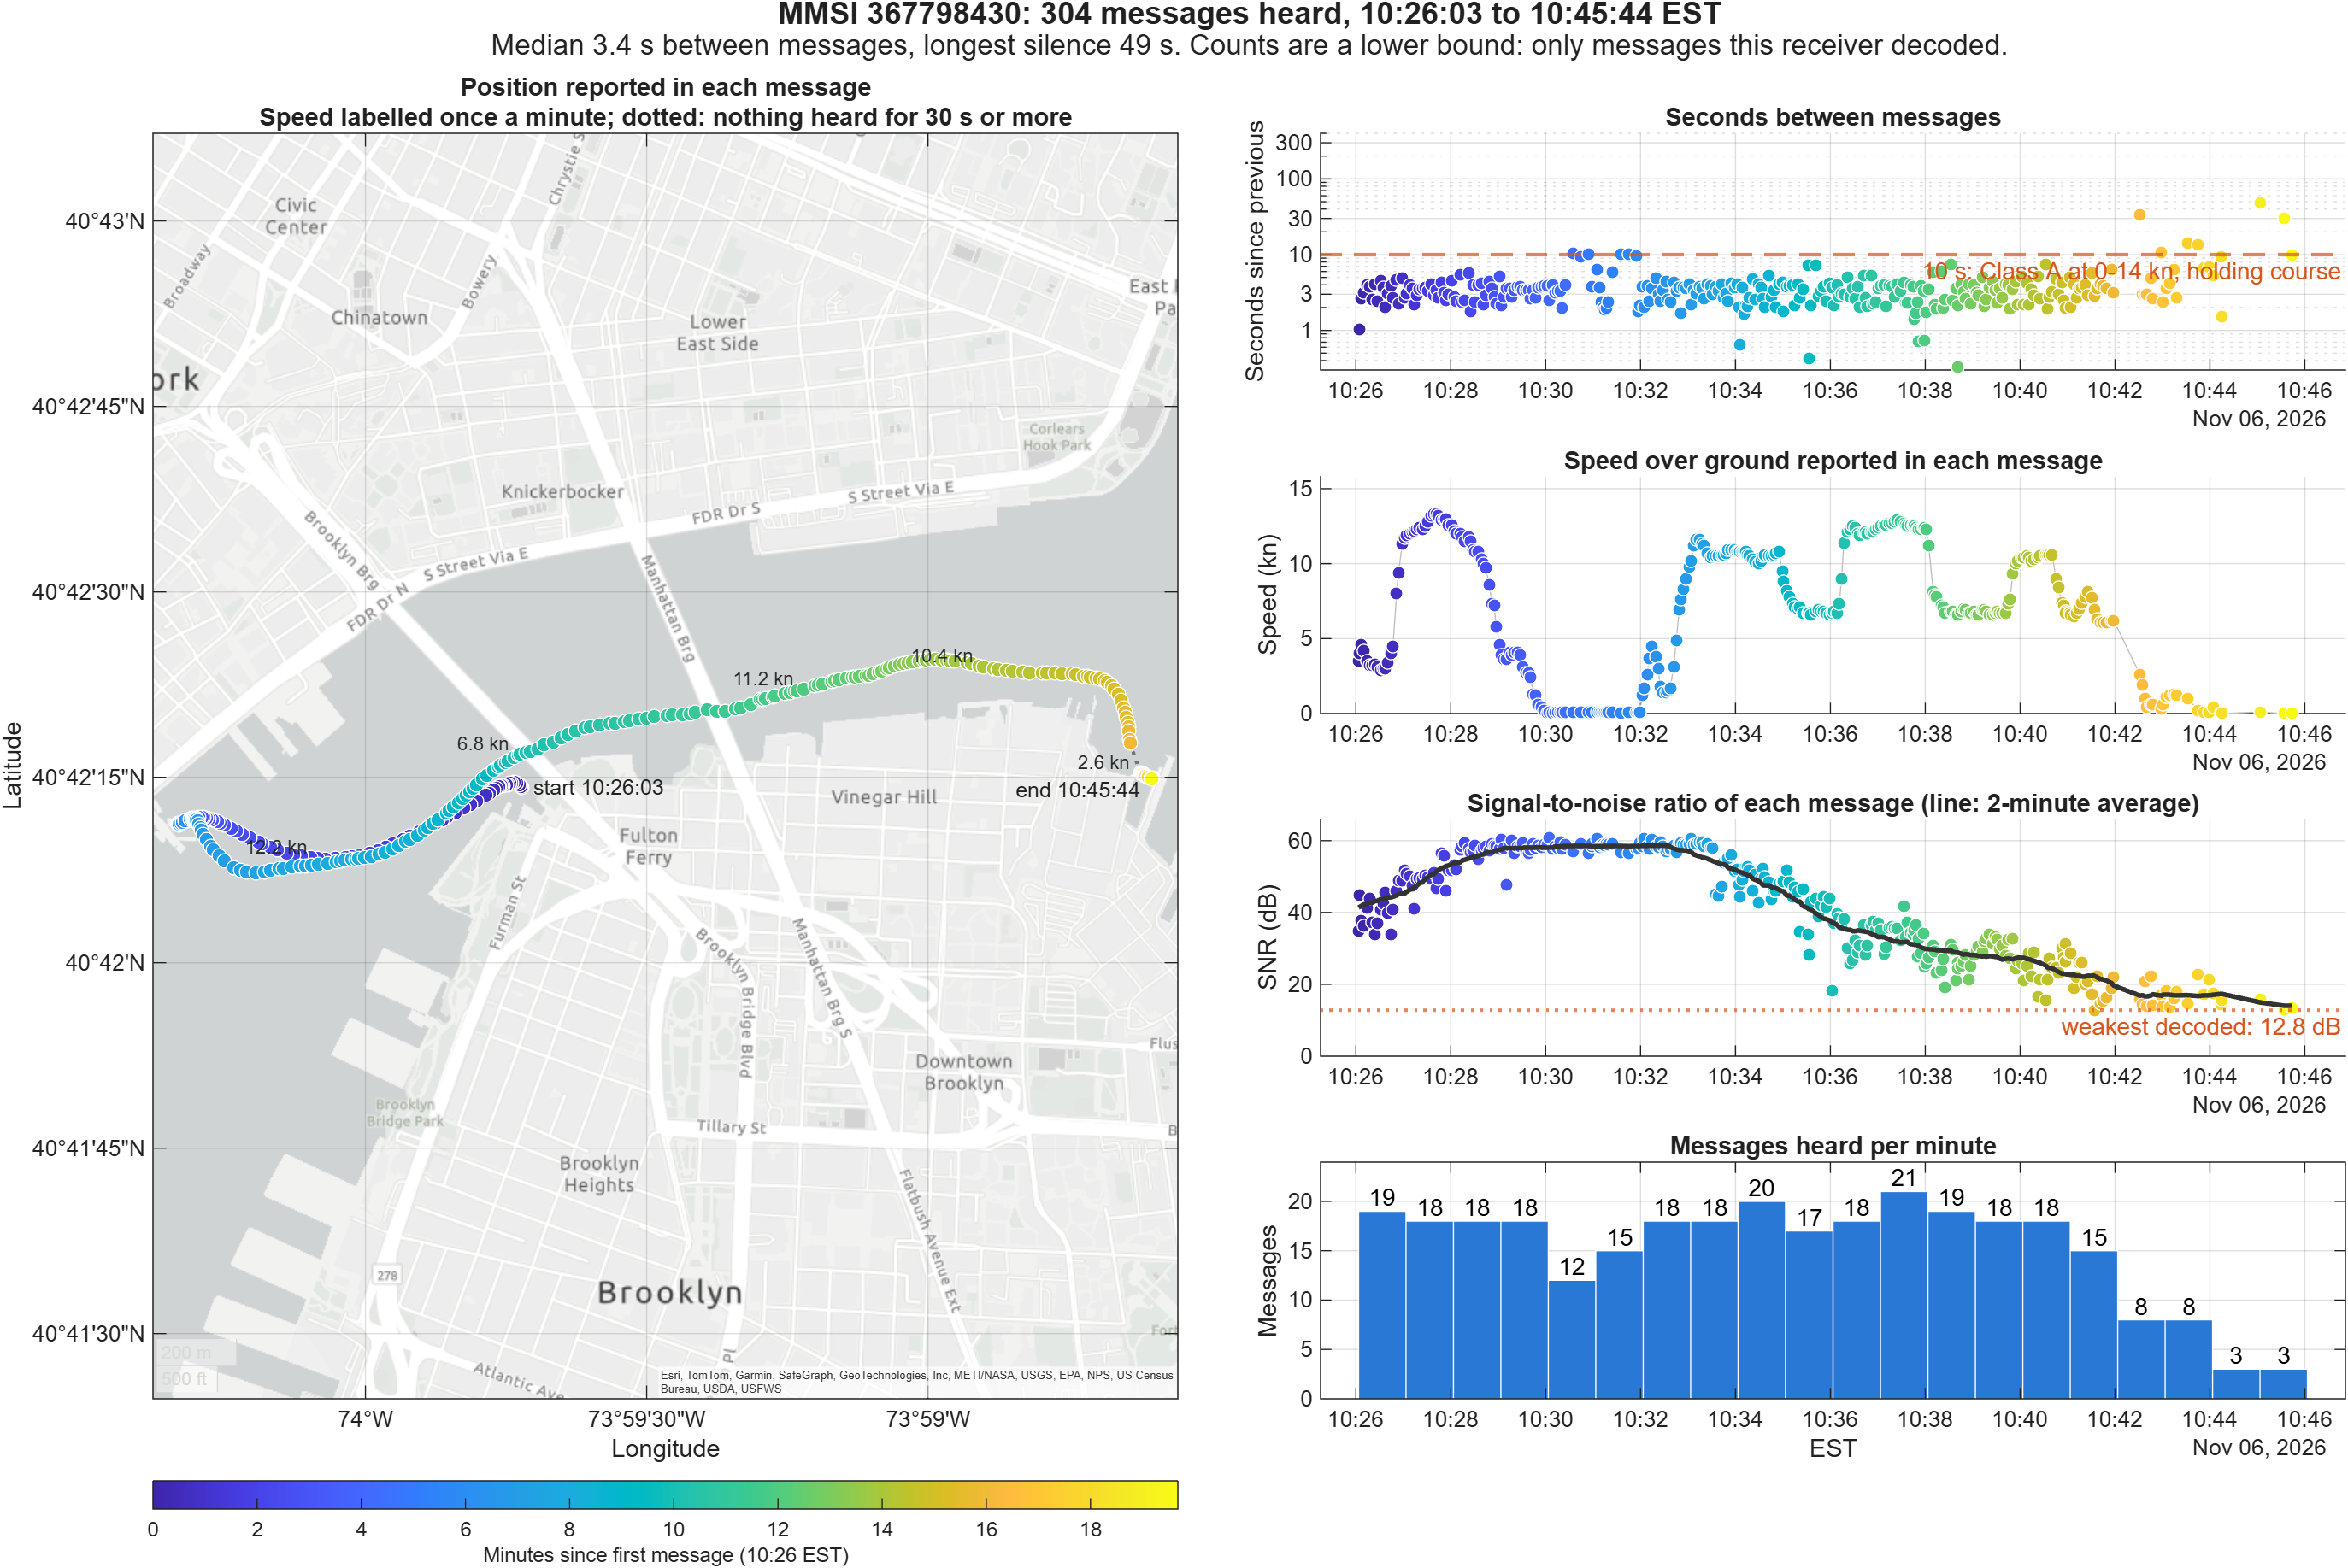 MMSI 367798430: 304 messages heard, 10:26:03 to 10:45:44 EST
Median 3.4 s between messages, longest silence 49 s. Counts are a lower bound: only messages this receiver decoded.
Position reported in each message
Speed labelled once a minute; dotted: nothing heard for 30 s or more
Latitude
40°43'N
40°42'45"N
40°42'30"N
40°42'15"N
40°42'N
40°41'45"N
40°41'30"N
Civic
Center
Chrystie S
Broadway
Bowery
Chinatown
Lower
East Side
East
Pa
ork
Corlears
Hook Park
Knickerbocker
S Street Via E
FDR Dr S
Brooklyn Brg
S Street Via E
FDR Dr N
Manhattan Brg
10.4 kn
11.2 kn
6.8 kn
2.6 kn
start 10:26:03
end 10:45:44
12.2 kn
Vinegar Hill
Fulton
Ferry
Furman St
Brooklyn Bridge Blvd
Manhattan Brg S
Flus
Downtown
Brooklyn
Brooklyn
Bridge Park
Tillary St
B
Brooklyn
Heights
Flatbush Avenue Ext
278
Brooklyn
Fort
200 m
500 ft
Atlantic Ave
Pl
Esri, TomTom, Garmin, SafeGraph, GeoTechnologies, Inc, METI/NASA, USGS, EPA, NPS, US Census
Bureau, USDA, USFWS
74°W
73°59'30"W
73°59'W
Longitude
0 2 4 6 8 10 12 14 16 18
Minutes since first message (10:26 EST)
Seconds between messages
Seconds since previous
300
100
30
10
3
1
10 s: Class A at 0-14 kn, holding course
10:26 10:28 10:30 10:32 10:34 10:36 10:38 10:40 10:42 10:44 10:46
Nov 06, 2026
Speed over ground reported in each message
Speed (kn)
15
10
5
0
10:26 10:28 10:30 10:32 10:34 10:36 10:38 10:40 10:42 10:44 10:46
Nov 06, 2026
Signal-to-noise ratio of each message (line: 2-minute average)
SNR (dB)
60
40
20
0
weakest decoded: 12.8 dB
10:26 10:28 10:30 10:32 10:34 10:36 10:38 10:40 10:42 10:44 10:46
Nov 06, 2026
Messages heard per minute
Messages
20
15
10
5
0
19 18 18 18 12 15 18 18 20 17 18 21 19 18 18 15 8 8 3 3
10:26 10:28 10:30 10:32 10:34 10:36 10:38 10:40 10:42 10:44 10:46
EST
Nov 06, 2026